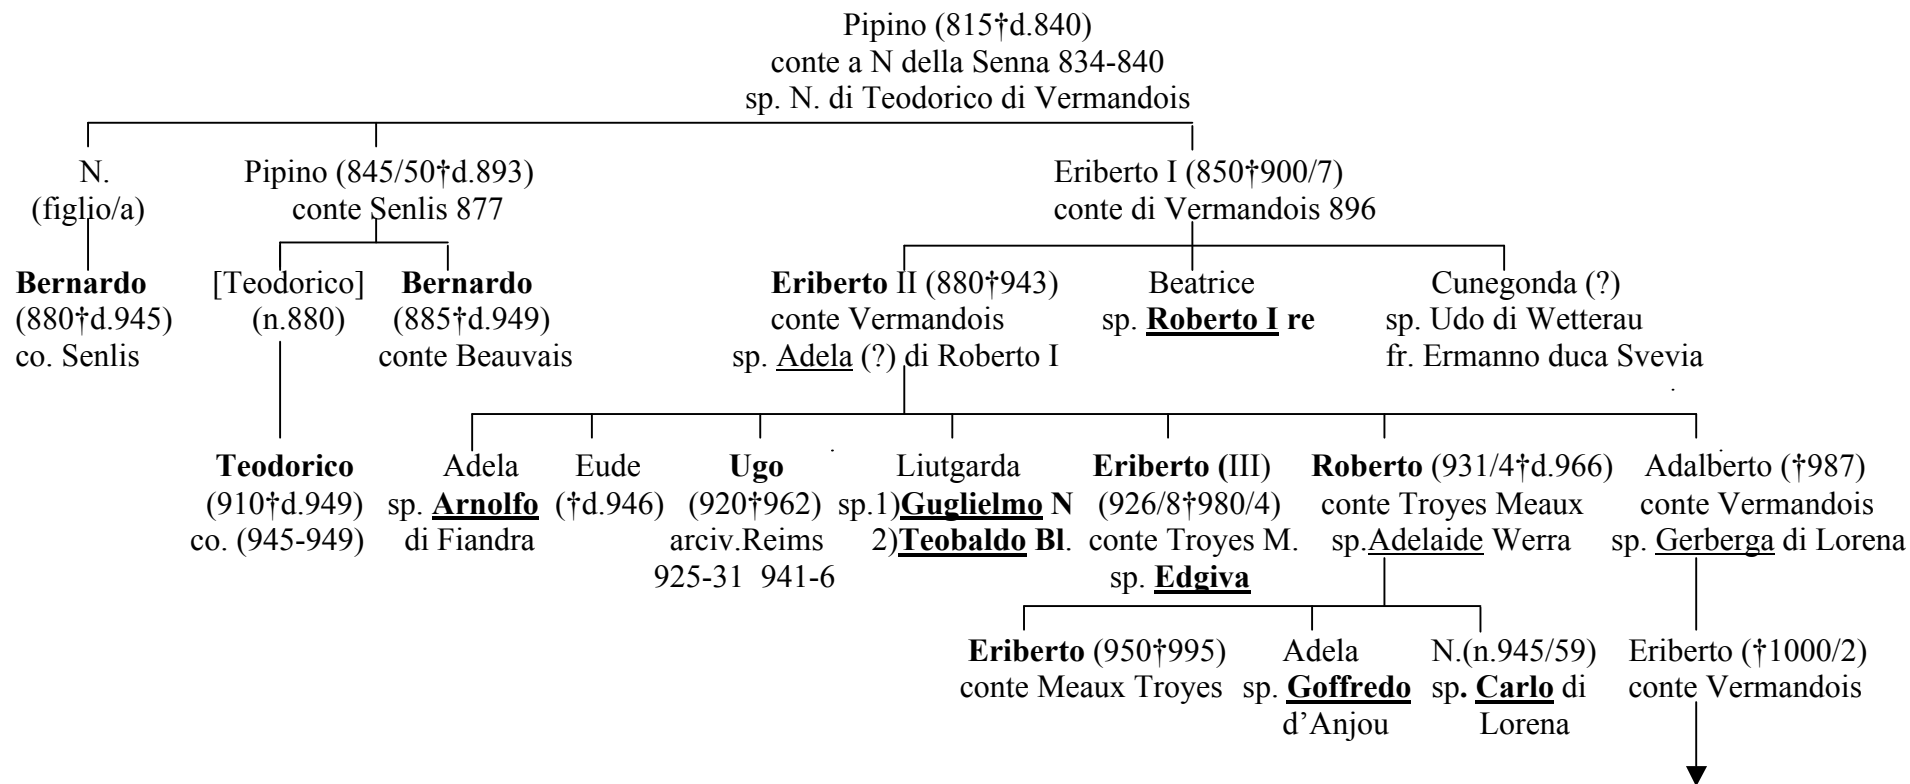 Pipino (815†d.840)
conte a N della Senna 834-840
sp. N. di Teodorico di Vermandois
N.
(figlio/a)
Pipino (845/50†d.893)
conte Senlis 877
Eriberto I (850†900/7)
conte di Vermandois 896
Bernardo
(880†d.945)
co. Senlis
[Teodorico]
(n.880)
Bernardo
(885†d.949)
conte Beauvais
Eriberto II (880†943)
conte Vermandois
sp. Adela (?) di Roberto I
Beatrice
sp. Roberto I re
Cunegonda (?)
sp. Udo di Wetterau
fr. Ermanno duca Svevia
Teodorico
(910†d.949)
co. (945-949)
Adela
sp. Arnolfo
di Fiandra
Eude
(†d.946)
Ugo
(920†962)
arciv.Reims
925-31 941-6
Liutgarda
sp.1)Guglielmo N
2)Teobaldo Bl.
Eriberto (III)
(926/8†980/4)
conte Troyes M.
sp. Edgiva
Roberto (931/4†d.966)
conte Troyes Meaux
sp.Adelaide Werra
Adalberto (†987)
conte Vermandois
sp. Gerberga di Lorena
Eriberto (950†995)
conte Meaux Troyes
Adela
sp. Goffredo
d’Anjou
N.(n.945/59)
sp. Carlo di
Lorena
Eriberto (†1000/2)
conte Vermandois